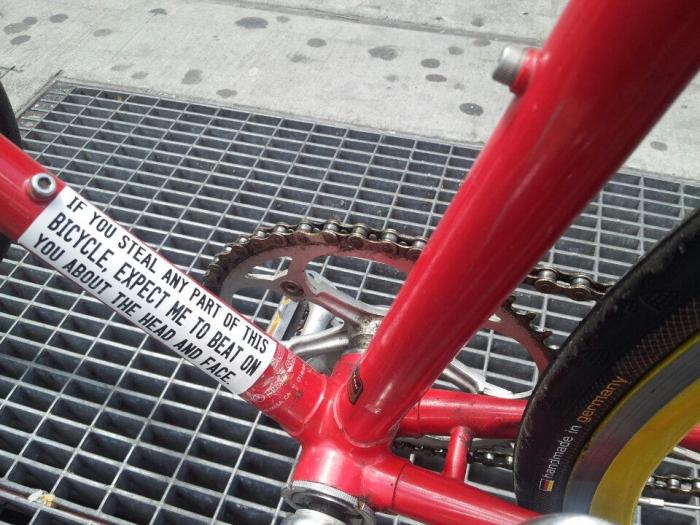 IF YOU STEAL ANY PART OF THIS
BICYCLE, EXPECT ME TO BEAT ON
YOU ABOUT THE HEAD AND FACE.
handmade in germany